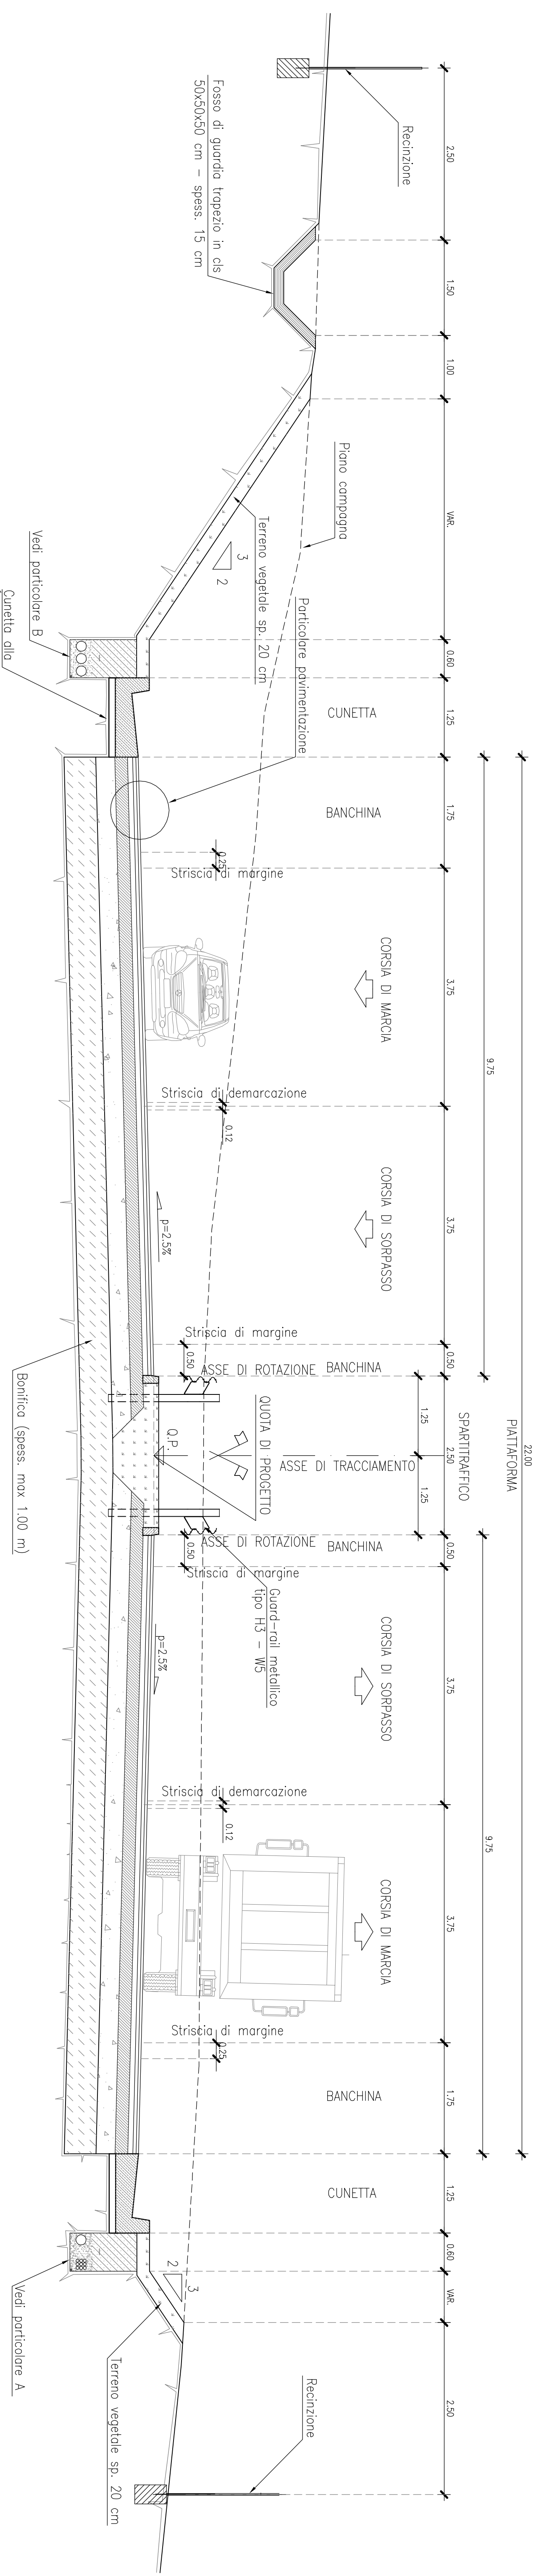 22.00
PIATTAFORMA
9.75
9.75
SPARTITRAFFICO
2.50
1.50
1.00
VAR.
0.60
1.25
1.75
3.75
3.75
0.50
2.50
0.50
3.75
3.75
1.75
1.25
0.60
VAR.
2.50
1.25
1.25
Recinzione
Fosso di guardia trapezio in cls
50x50x50 cm - spess. 15 cm
Piano campagna
Terreno vegetale sp. 20 cm
3
2
Particolare pavimentazione
Vedi particolare B
Cunetta alla
CUNETTA
BANCHINA
0.25
Striscia di margine
CORSIA DI MARCIA
Striscia di demarcazione
0.12
CORSIA DI SORPASSO
p=2.5%
Striscia di margine
0.50
ASSE DI ROTAZIONE
BANCHINA
Q.P.
QUOTA DI PROGETTO
ASSE DI TRACCIAMENTO
ASSE DI ROTAZIONE
BANCHINA
0.50
Striscia di margine
Guard-rail metallico
tipo H3 - W5
Bonifica (spess. max 1.00 m)
p=2.5%
CORSIA DI SORPASSO
Striscia di demarcazione
0.12
CORSIA DI MARCIA
Striscia di margine
0.25
BANCHINA
CUNETTA
3
2
Vedi particolare A
Terreno vegetale sp. 20 cm
Recinzione